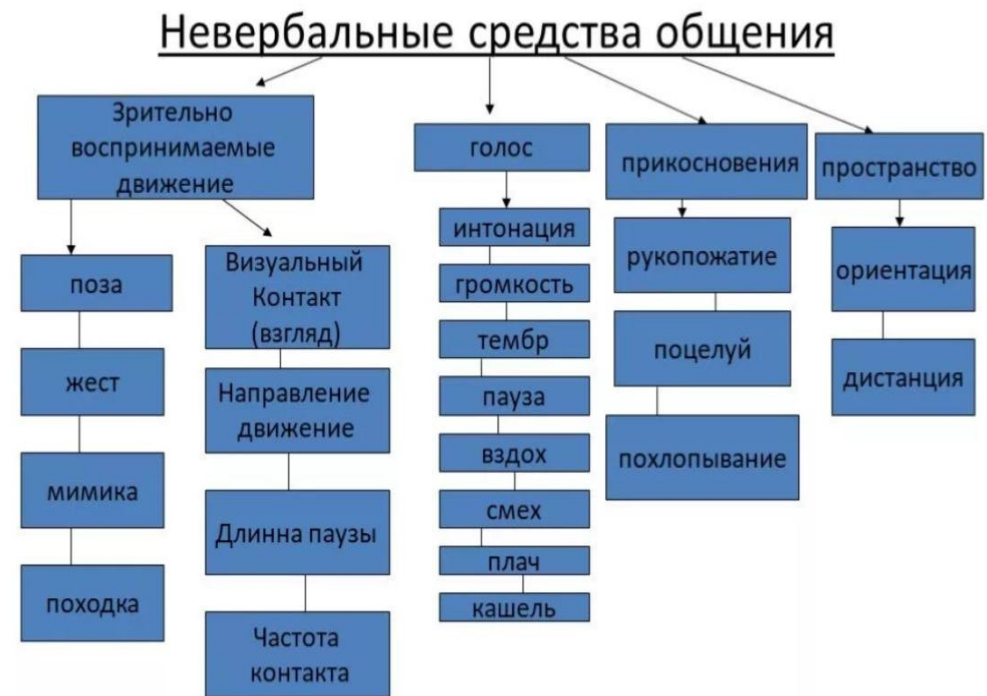 Невербальные средства общения
Зрительно
воспринимаемые
движение
поза
жест
мимика
походка
Визуальный
Контакт
(взгляд)
Направление
движение
Длинна паузы
Частота
контакта
голос
интонация
громкость
тембр
пауза
вздох
смех
плач
кашель
прикосновения
рукопожатие
поцелуй
похлопывание
пространство
ориентация
дистанция